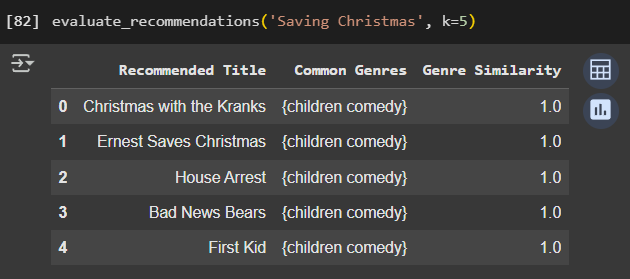 [82] evaluate_recommendations('Saving Christmas', k=5)
Recommended Title Common Genres Genre Similarity
0 Christmas with the Kranks {children comedy} 1.0
1 Ernest Saves Christmas {children comedy} 1.0
2 House Arrest {children comedy} 1.0
3 Bad News Bears {children comedy} 1.0
4 First Kid {children comedy} 1.0